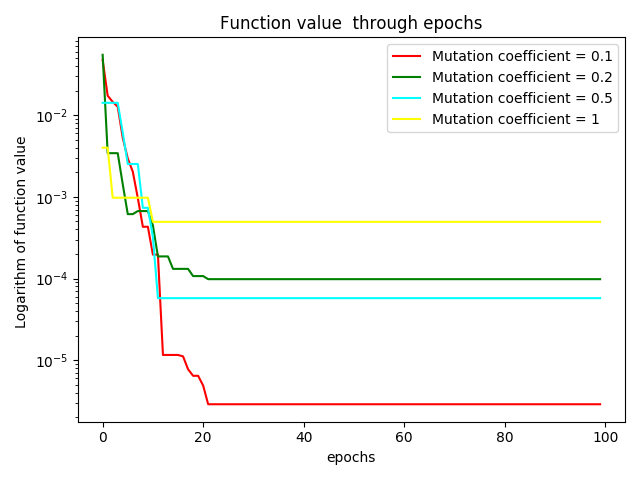 Function value  through epochs
Mutation coefficient = 0.1
Mutation coefficient = 0.2
Mutation coefficient = 0.5
Mutation coefficient = 1
Logarithm of function value
10⁻²
10⁻³
10⁻⁴
10⁻⁵
0 20 40 60 80 100
epochs